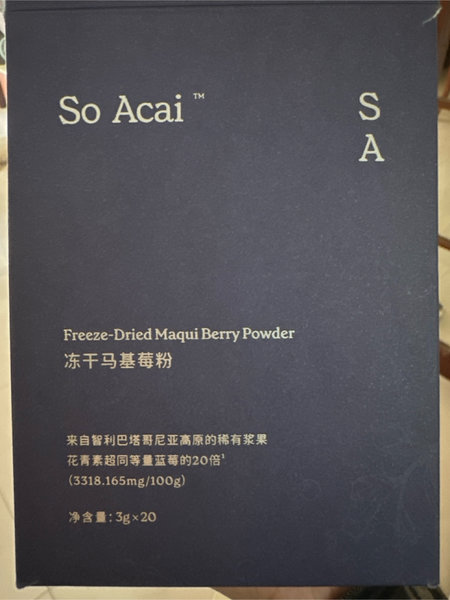 So Acai™
S
A
Freeze-Dried Maqui Berry Powder
冻干马基莓粉
来自智利巴塔哥尼亚高原的稀有浆果
花青素超同等量蓝莓的20倍¹
(3318.165mg/100g)
净含量：3g×20